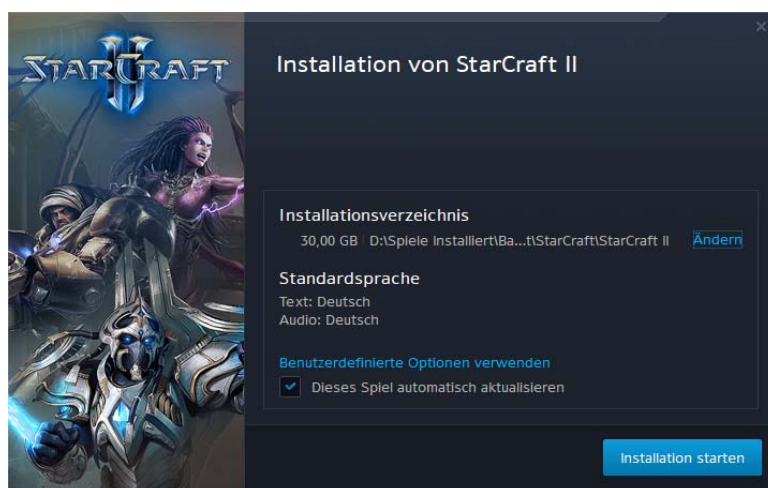 STARCRAFT
II
Installation von StarCraft II
Installationsverzeichnis
30,00 GB D:\Spiele Installiert\Ba...t\StarCraft\StarCraft II Ändern
Standardsprache
Text: Deutsch
Audio: Deutsch
Benutzerdefinierte Optionen verwenden
Dieses Spiel automatisch aktualisieren
Installation starten